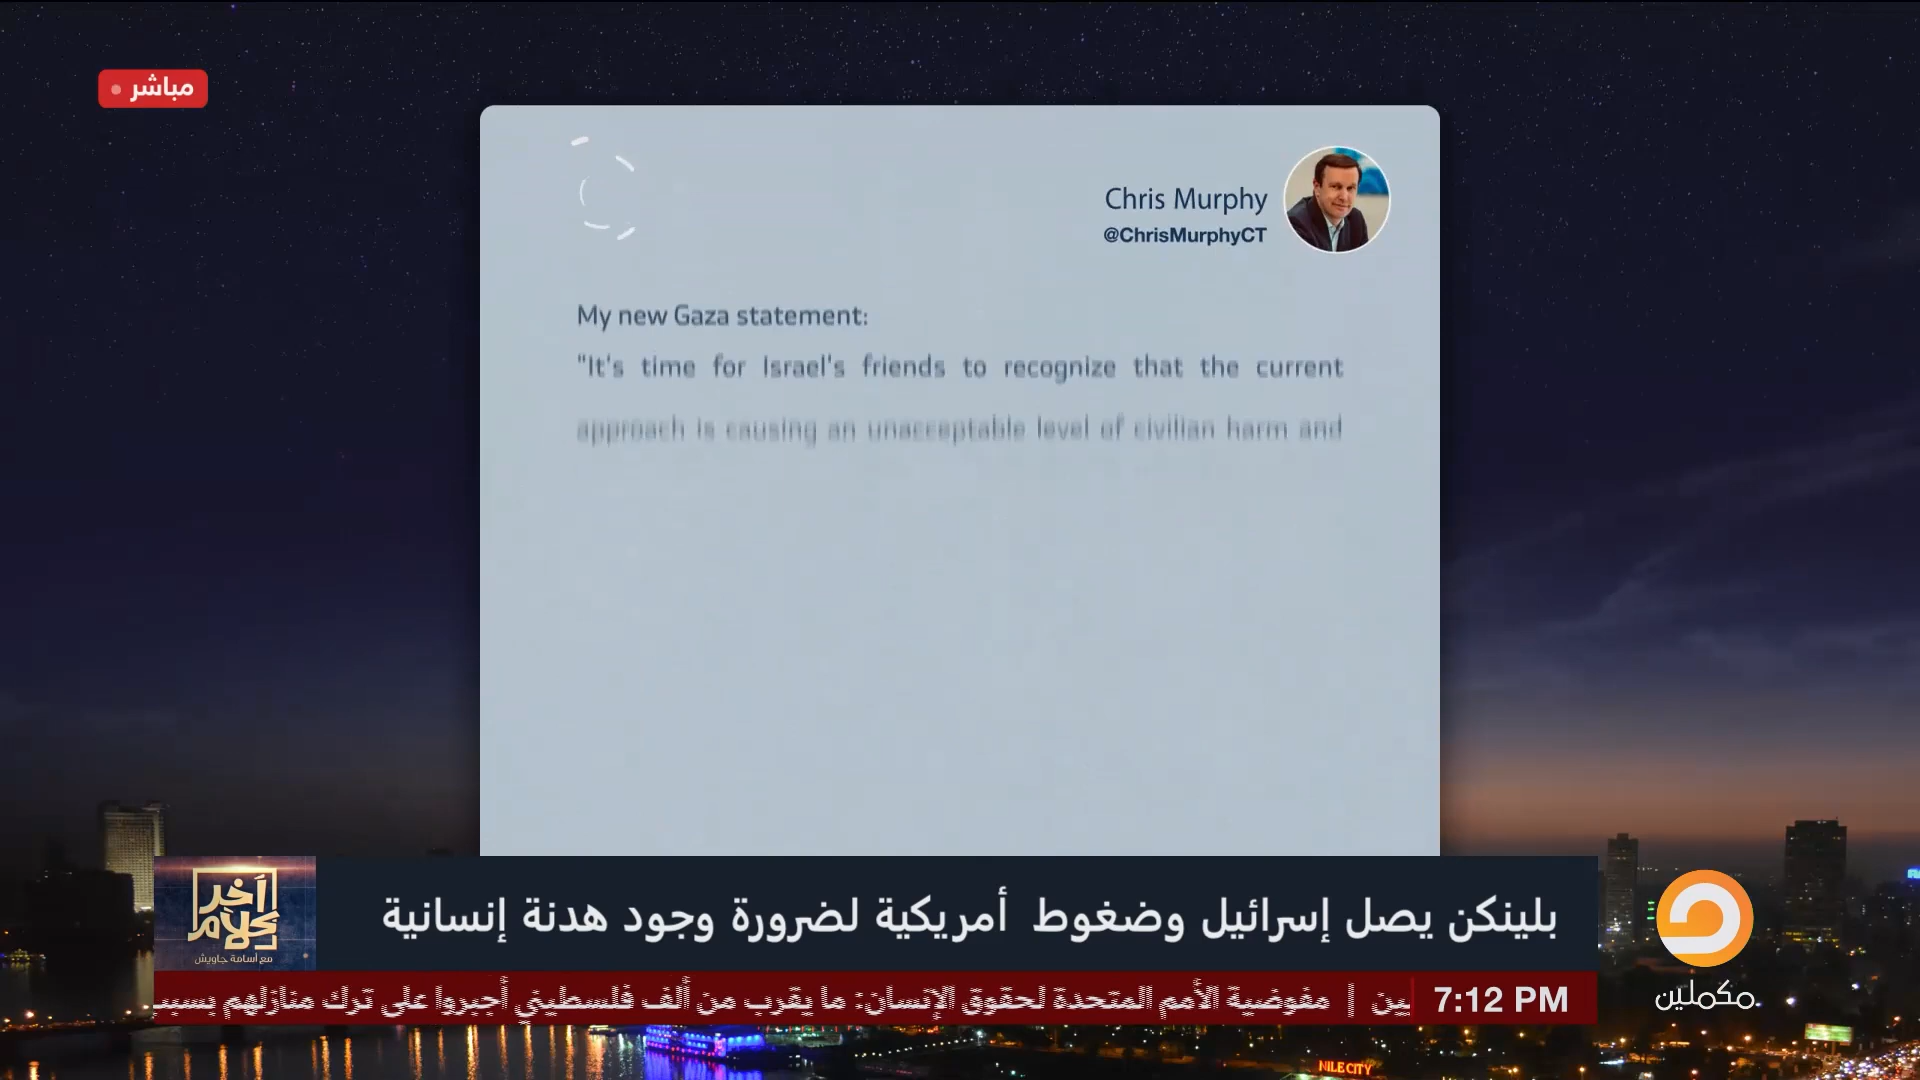 مباشر
Chris Murphy
@ChrisMurphyCT
My new Gaza statement:
"It's time for Israel's friends to recognize that the current
approach is causing an unacceptable level of civilian harm and
آخر
كلام
مع أسامة جاويش
بلينكن يصل إسرائيل وضغوط أمريكية لضرورة وجود هدنة إنسانية
ين | مفوضية الأمم المتحدة لحقوق الإنسان: ما يقرب من ألف فلسطيني أجبروا على ترك منازلهم بسبب
7:12 PM
مكملين
NILE CITY